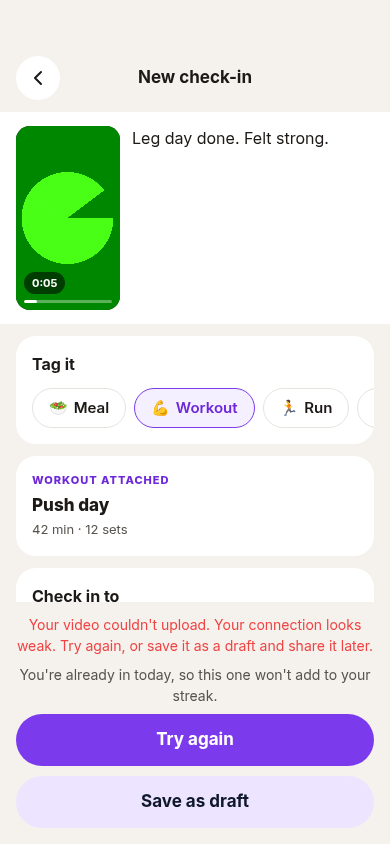 New check-in
Leg day done. Felt strong.
0:05
Tag it
🥗 Meal
💪 Workout
🏃 Run
WORKOUT ATTACHED
Push day
42 min · 12 sets
Check in to
Your video couldn't upload. Your connection looks
weak. Try again, or save it as a draft and share it later.
You're already in today, so this one won't add to your
streak.
Try again
Save as draft